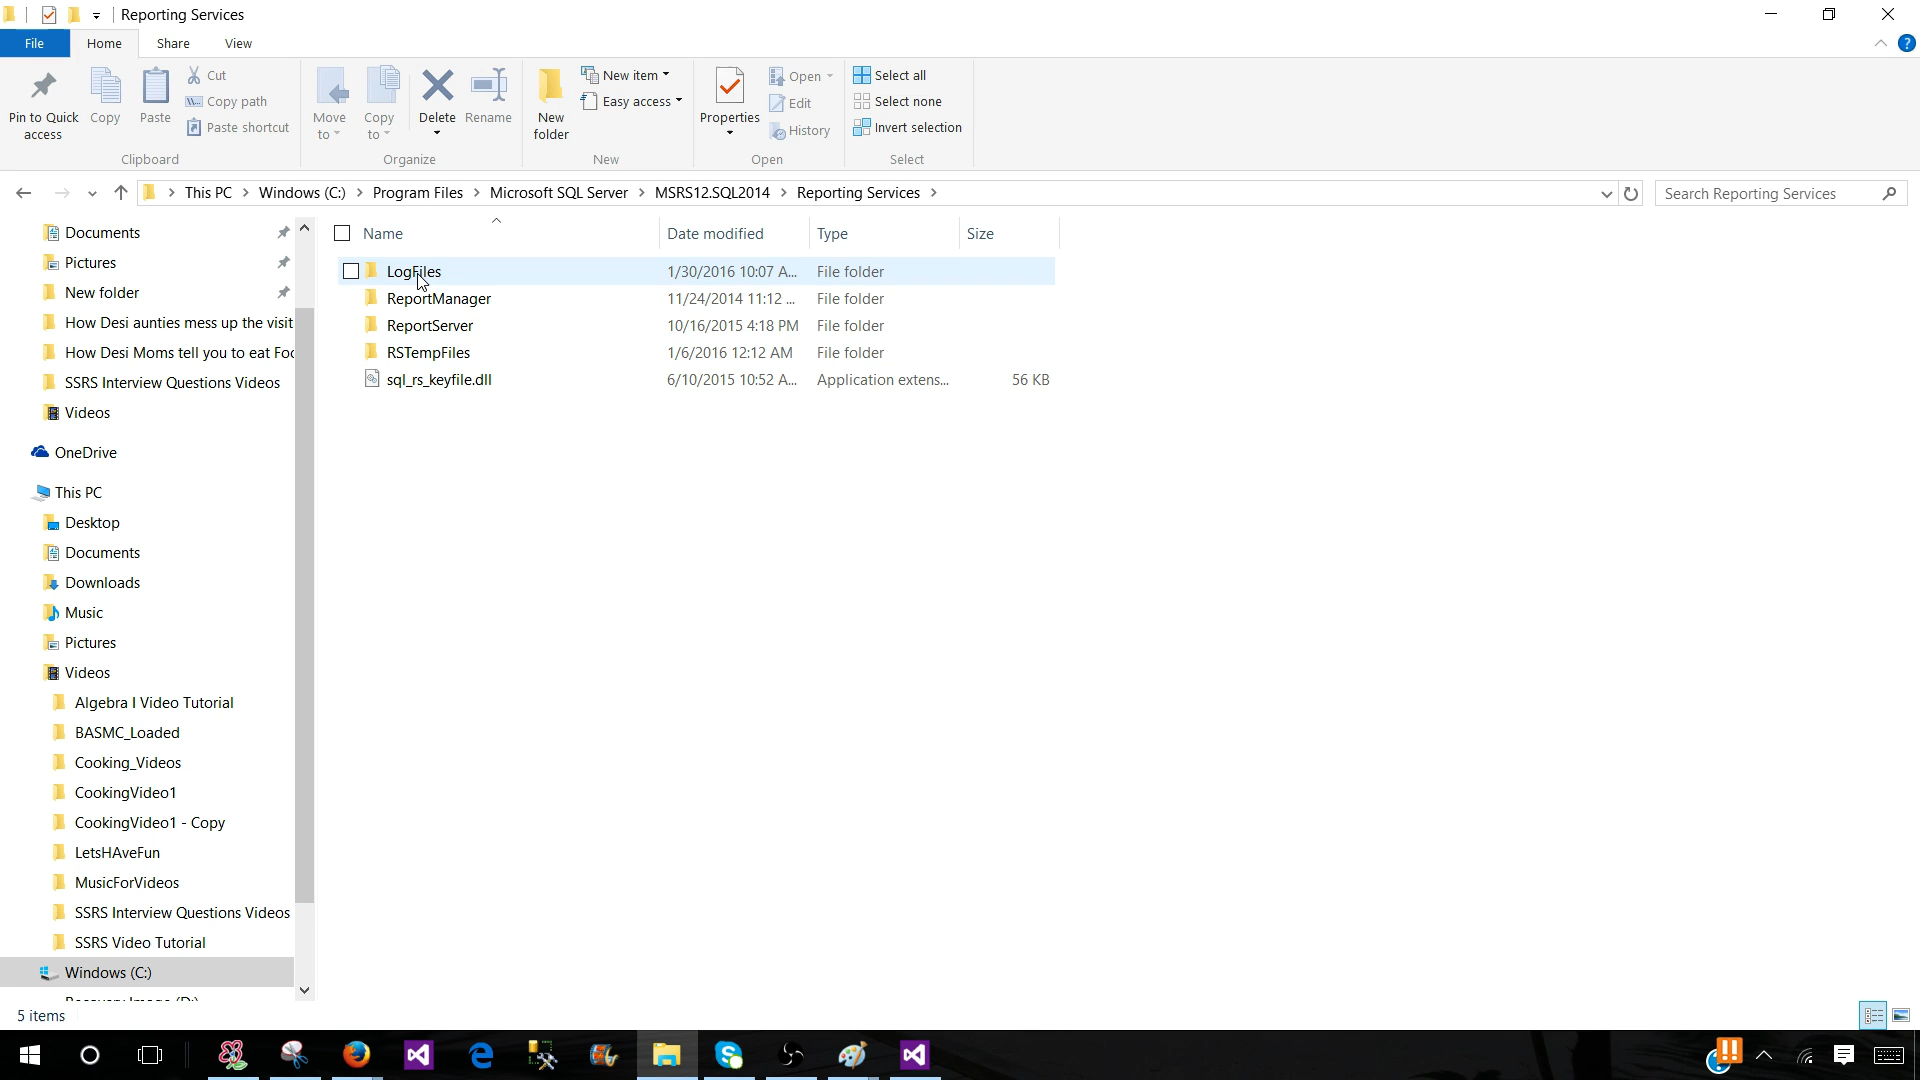 Reporting Services
File Home Share View
Pin to Quick access
Copy
Paste
Cut
Copy path
Paste shortcut
Clipboard
Move to
Copy to
Delete
Rename
Organize
New folder
New item
Easy access
New
Properties
Open
Edit
History
Open
Select all
Select none
Invert selection
Select
This PC > Windows (C:) > Program Files > Microsoft SQL Server > MSRS12.SQL2014 > Reporting Services >
Search Reporting Services
Documents
Pictures
New folder
How Desi aunties mess up the visit
How Desi Moms tell you to eat Foo
SSRS Interview Questions Videos
Videos
OneDrive
This PC
Desktop
Documents
Downloads
Music
Pictures
Videos
Algebra I Video Tutorial
BASMC_Loaded
Cooking_Videos
CookingVideo1
CookingVideo1 - Copy
LetsHAveFun
MusicForVideos
SSRS Interview Questions Videos
SSRS Video Tutorial
Windows (C:)
Name Date modified Type Size
LogFiles 1/30/2016 10:07 A... File folder
ReportManager 11/24/2014 11:12 ... File folder
ReportServer 10/16/2015 4:18 PM File folder
RSTempFiles 1/6/2016 12:12 AM File folder
sql_rs_keyfile.dll 6/10/2015 10:52 A... Application extens... 56 KB
5 items